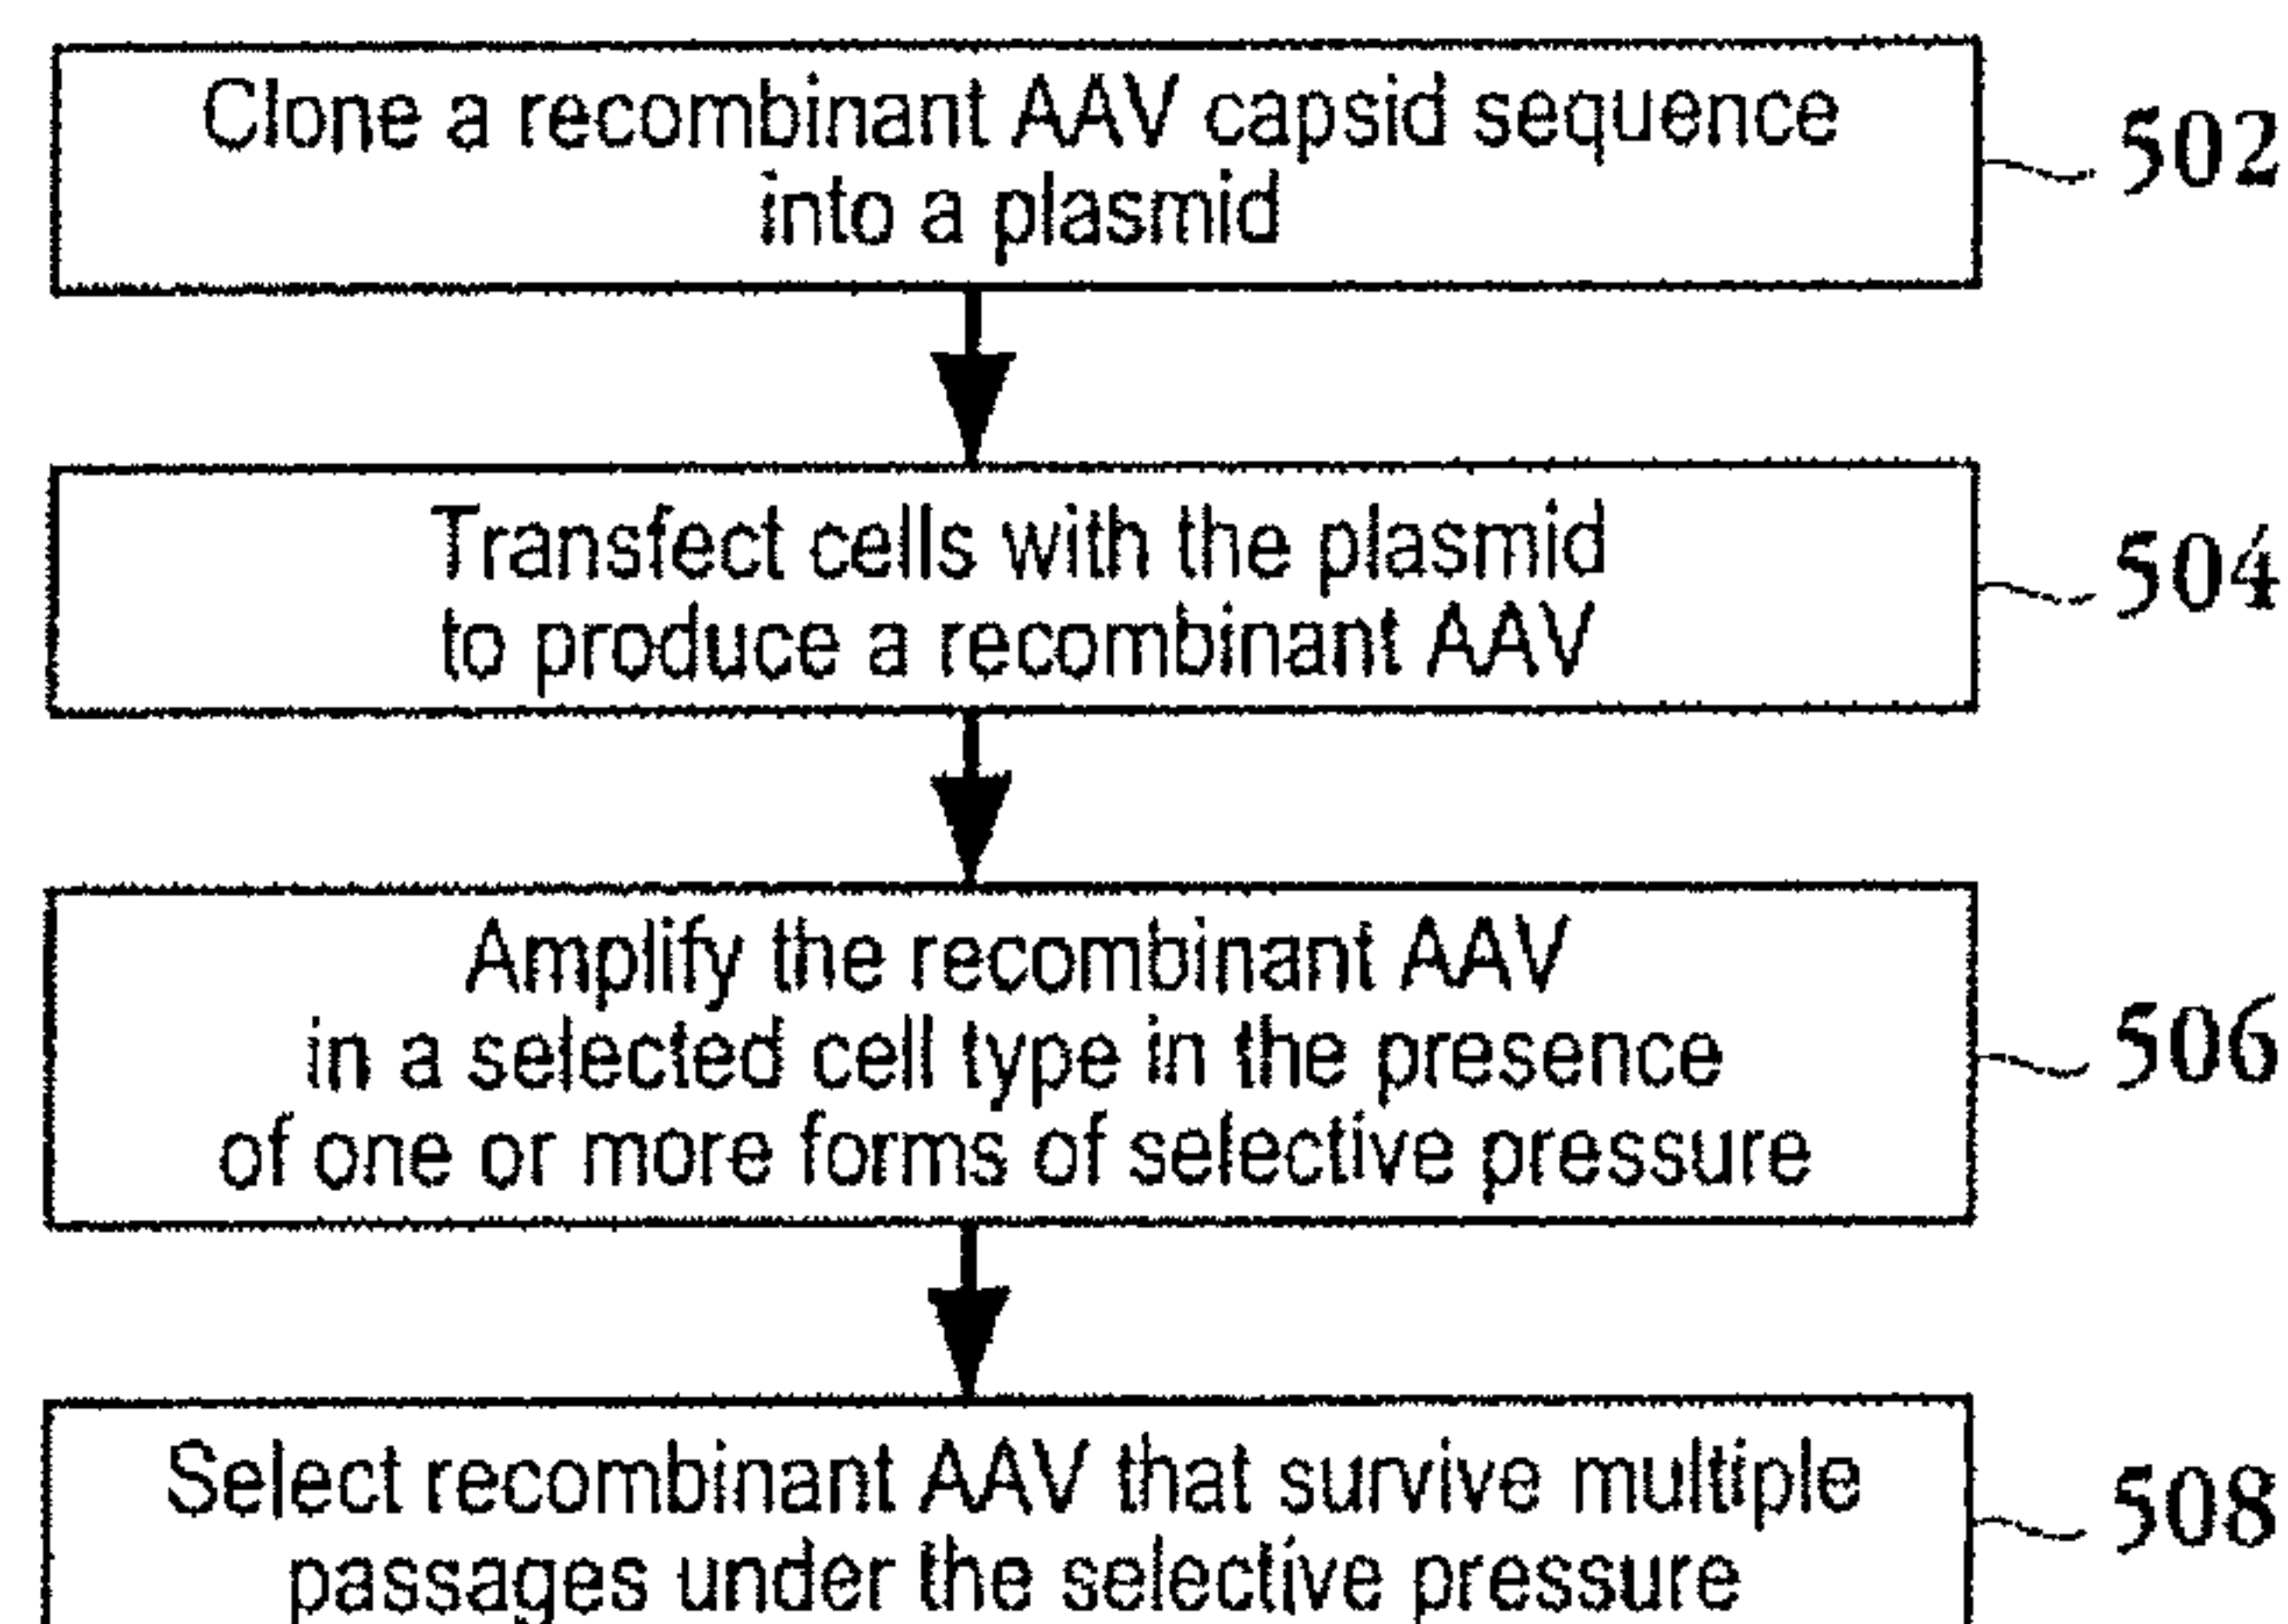 Clone a recombinant AAV capsid sequence
into a plasmid
502
Transfect cells with the plasmid
to produce a recombinant AAV
504
Amplify the recombinant AAV
in a selected cell type in the presence
of one or more forms of selective pressure
506
Select recombinant AAV that survive multiple
passages under the selective pressure
508